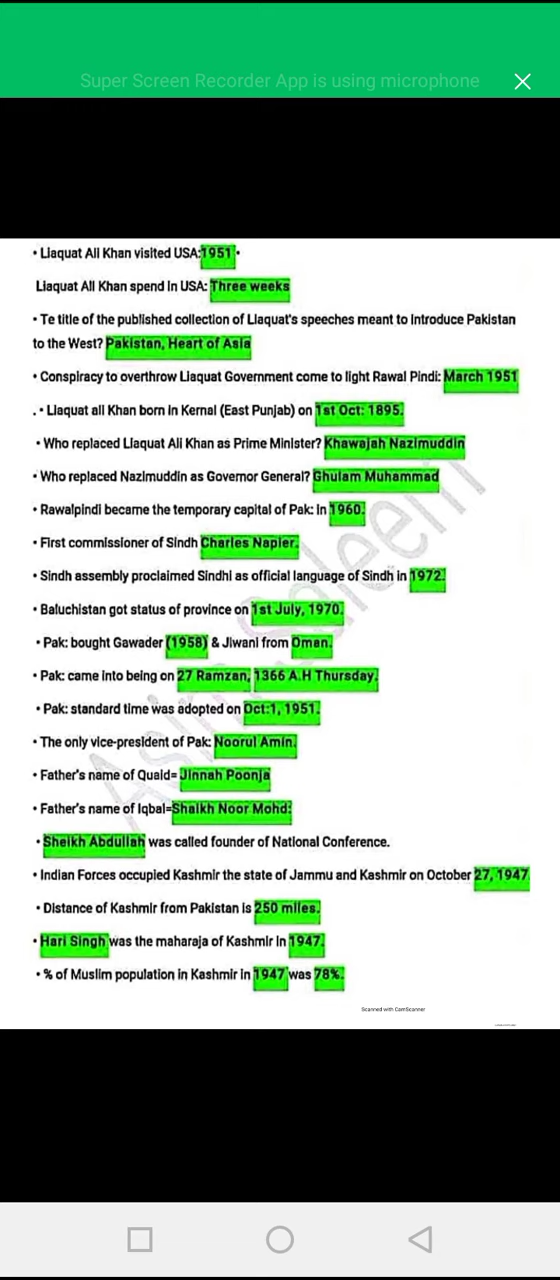 Super Screen Recorder App is using microphone
• Liaquat Ali Khan visited USA:1951 •
Liaquat Ali Khan spend in USA: Three weeks
• Te title of the published collection of Liaquat's speeches meant to introduce Pakistan
to the West? Pakistan, Heart of Asia
• Conspiracy to overthrow Liaquat Government come to light Rawal Pindi: March 1951
. • Liaquat ali Khan born in Kernal (East Punjab) on 1st Oct: 1895.
• Who replaced Liaquat Ali Khan as Prime Minister? Khawajah Nazimuddin
• Who replaced Nazimuddin as Governor General? Ghulam Muhammad
• Rawalpindi became the temporary capital of Pak: in 1960.
• First commissioner of Sindh Charles Napier.
• Sindh assembly proclaimed Sindhi as official language of Sindh in 1972.
• Baluchistan got status of province on 1st July, 1970.
• Pak: bought Gawader (1958) & Jiwani from Oman.
• Pak: came into being on 27 Ramzan, 1366 A.H Thursday.
• Pak: standard time was adopted on Oct:1, 1951.
• The only vice-president of Pak: Noorul Amin.
• Father's name of Quaid= Jinnah Poonja
• Father's name of Iqbal=Shaikh Noor Mohd:
• Sheikh Abdullah was called founder of National Conference.
• Indian Forces occupied Kashmir the state of Jammu and Kashmir on October 27, 1947
• Distance of Kashmir from Pakistan is 250 miles.
• Hari Singh was the maharaja of Kashmir in 1947.
• % of Muslim population in Kashmir in 1947 was 78%.
Asim Saleem
Scanned with CamScanner